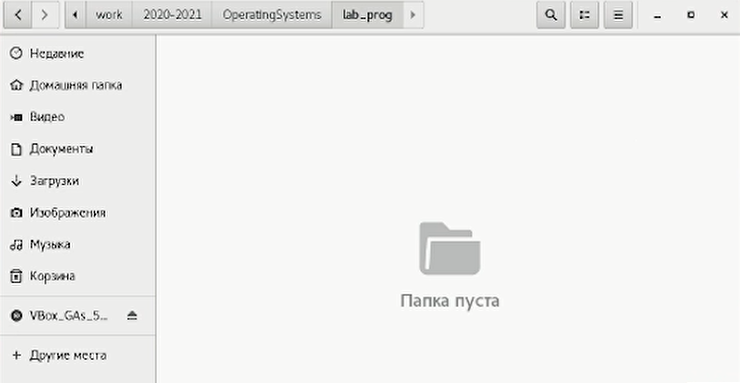 work 2020-2021 OperatingSystems lab_prog
Недавние
Домашняя папка
Видео
Документы
Загрузки
Изображения
Музыка
Корзина
VBox_GAs_5...
Другие места
Папка пуста